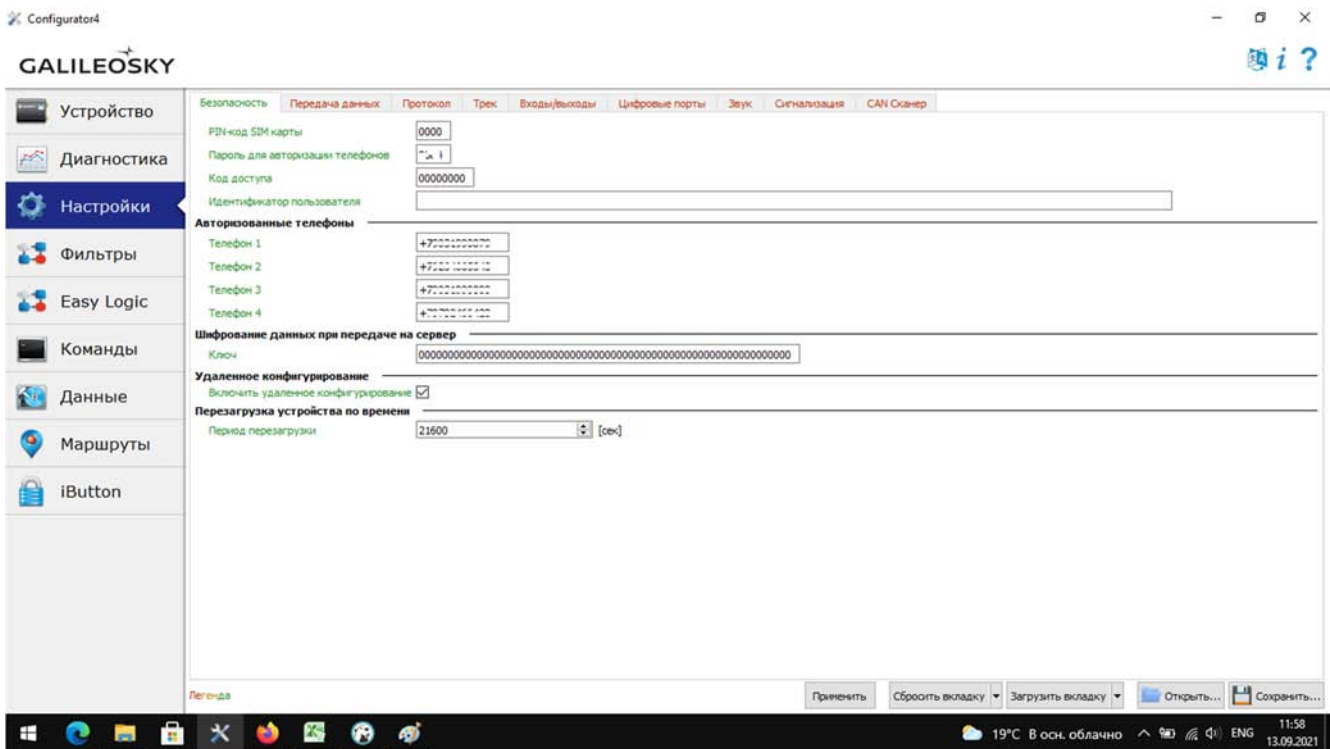 Configurator4
GALILEOSKY
Устройство
Диагностика
Настройки
Фильтры
Easy Logic
Команды
Данные
Маршруты
iButton
Безопасность Передача данных Протокол Трек Входы/выходы Цифровые порты Звук Сигнализация CAN Сканер
PIN-код SIM карты 0000
Пароль для авторизации телефонов
Код доступа 00000000
Идентификатор пользователя
Авторизованные телефоны
Телефон 1
Телефон 2
Телефон 3
Телефон 4
Шифрование данных при передаче на сервер
Ключ
Удаленное конфигурирование
Включить удаленное конфигурирование
Перезагрузка устройства по времени
Период перезагрузки 21600 [сек]
Легенда Применить Сбросить вкладку Загрузить вкладку Открыть... Сохранить...
19°C В осн. облачно ENG 11:58
13.09.2021